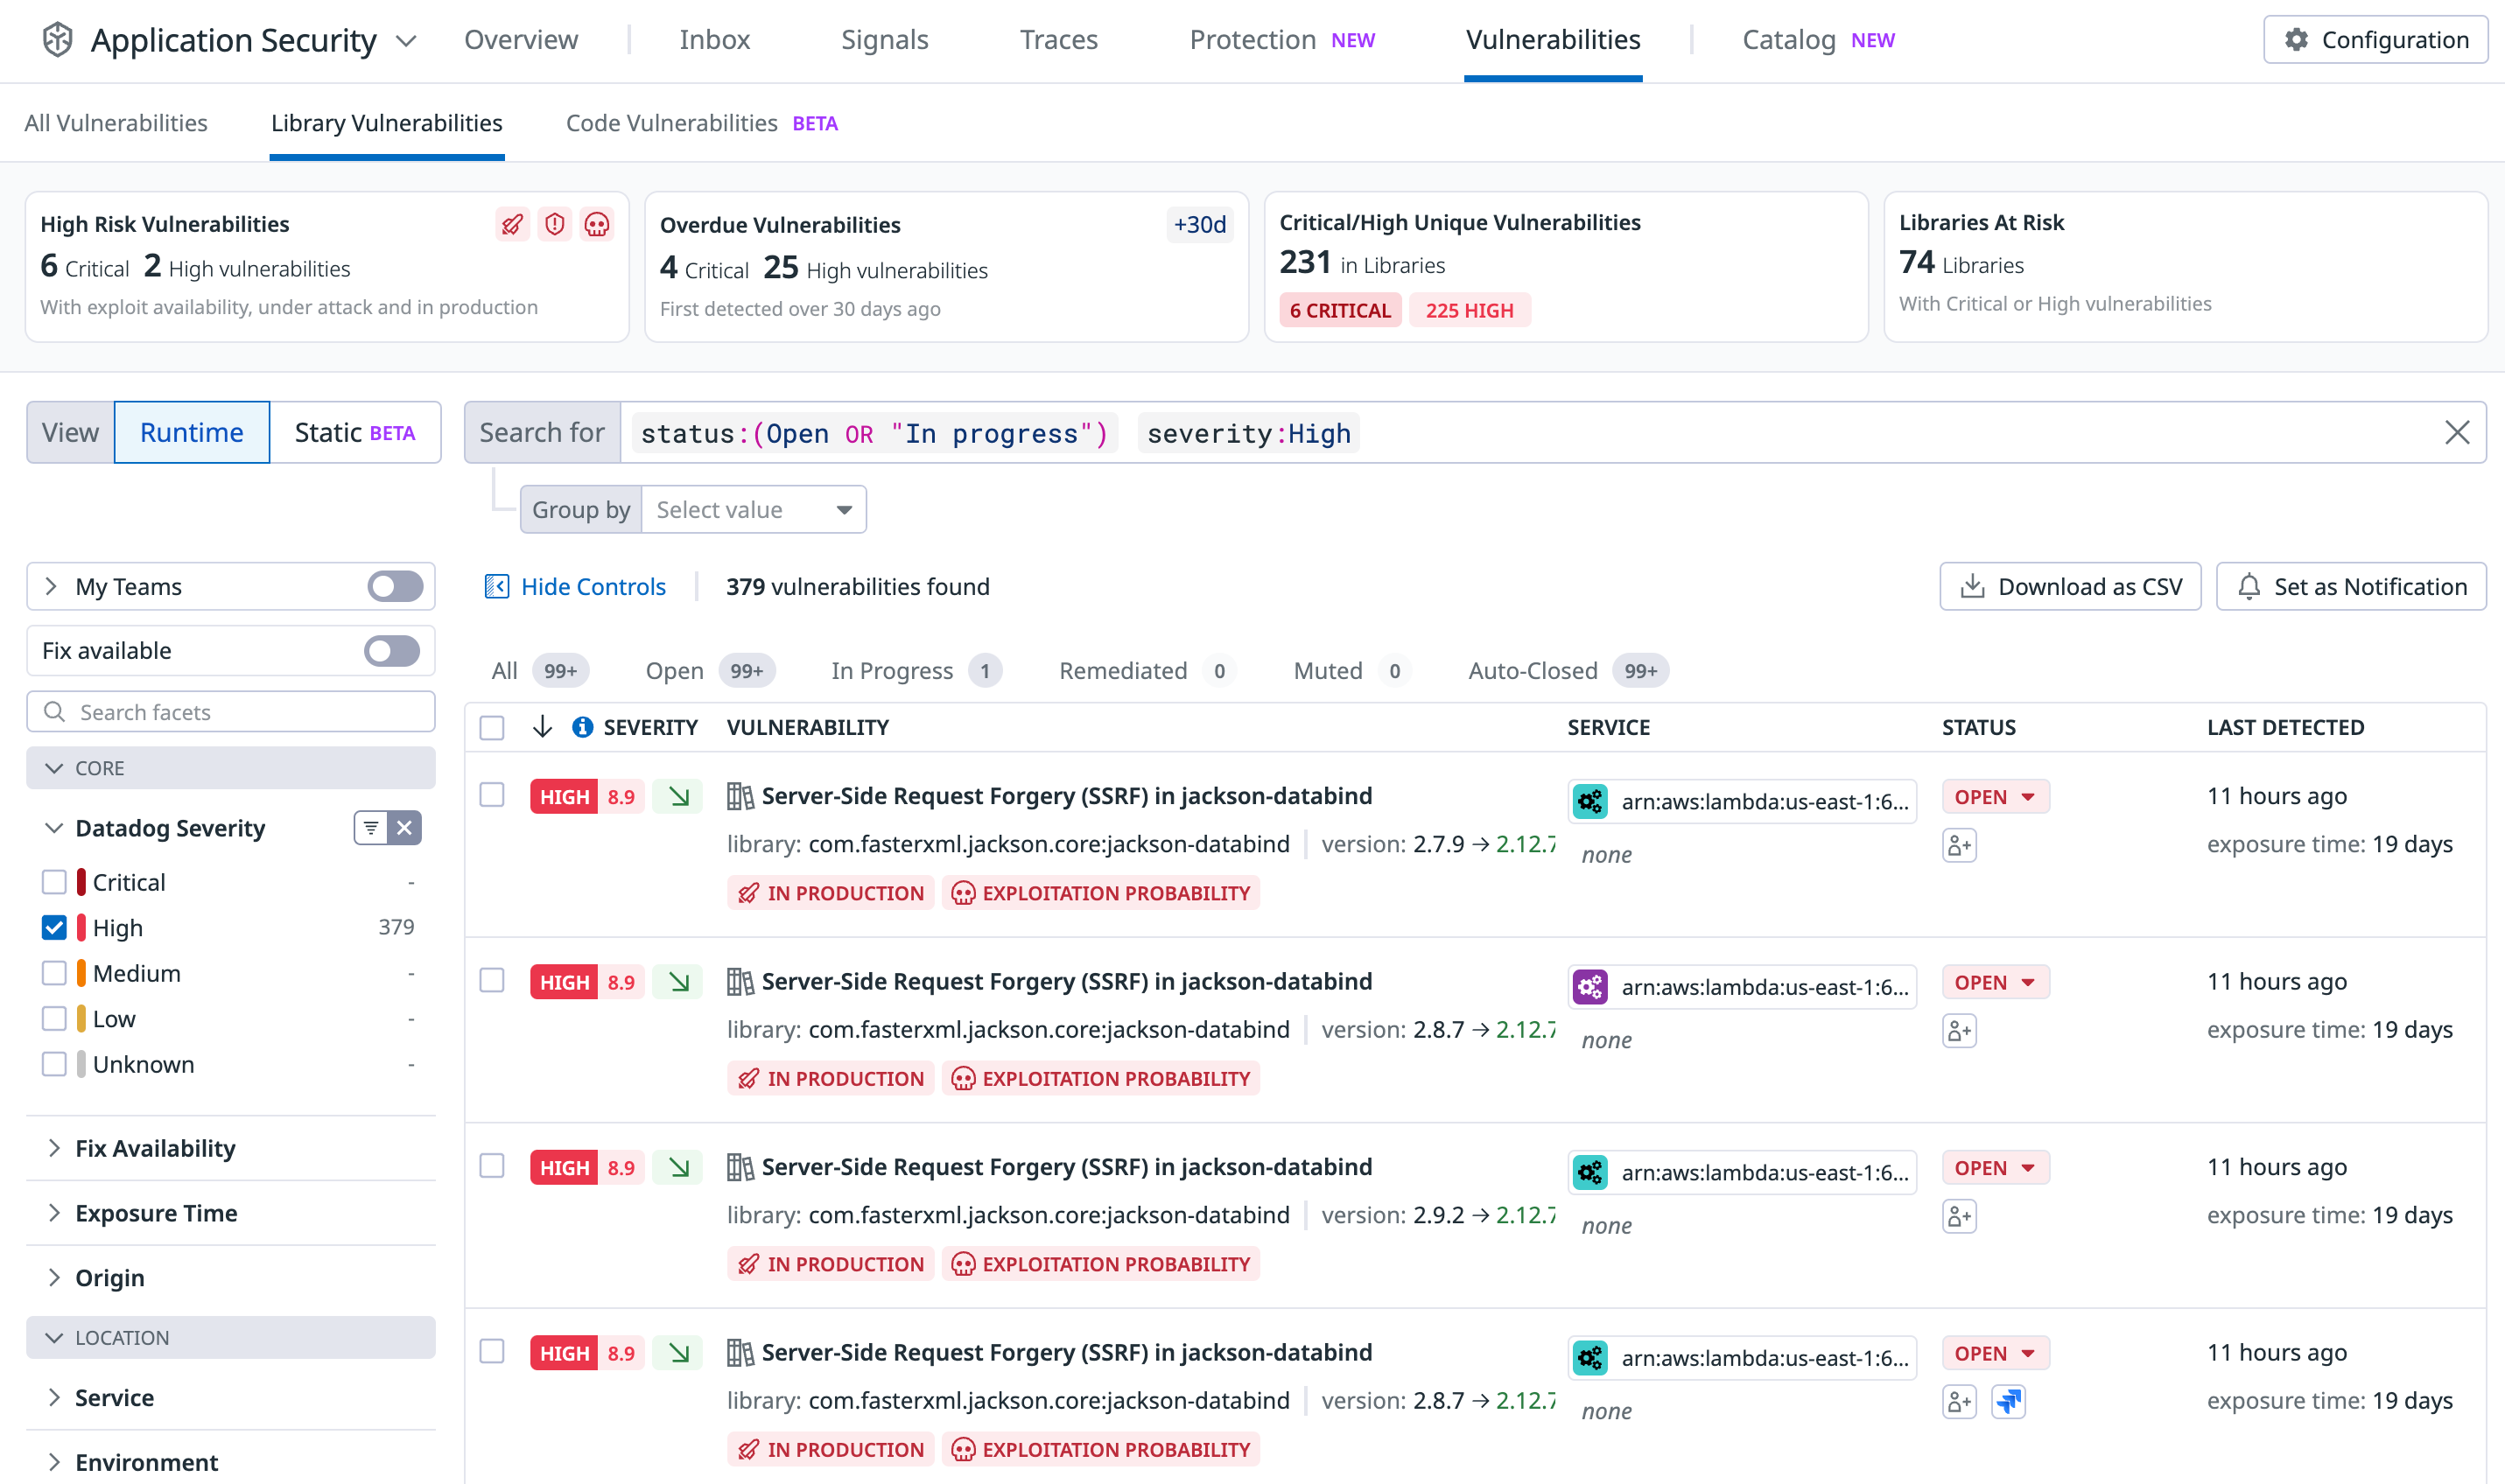 Application Security Overview Inbox Signals Traces Protection NEW Vulnerabilities Catalog NEW Configuration
All Vulnerabilities Library Vulnerabilities Code Vulnerabilities BETA
High Risk Vulnerabilities
6 Critical 2 High vulnerabilities
With exploit availability, under attack and in production
Overdue Vulnerabilities +30d
4 Critical 25 High vulnerabilities
First detected over 30 days ago
Critical/High Unique Vulnerabilities
231 in Libraries
6 CRITICAL 225 HIGH
Libraries At Risk
74 Libraries
With Critical or High vulnerabilities
View Runtime Static BETA
Search for status:(Open OR "In progress") severity:High
Group by Select value
My Teams
Fix available
Search facets
CORE
Datadog Severity
Critical -
High 379
Medium -
Low -
Unknown -
Fix Availability
Exposure Time
Origin
LOCATION
Service
Environment
Hide Controls 379 vulnerabilities found Download as CSV Set as Notification
All 99+ Open 99+ In Progress 1 Remediated 0 Muted 0 Auto-Closed 99+
SEVERITY VULNERABILITY SERVICE STATUS LAST DETECTED
HIGH 8.9 Server-Side Request Forgery (SSRF) in jackson-databind arn:aws:lambda:us-east-1:6... OPEN 11 hours ago
library: com.fasterxml.jackson.core:jackson-databind version: 2.7.9 → 2.12.7 none exposure time: 19 days
IN PRODUCTION EXPLOITATION PROBABILITY
HIGH 8.9 Server-Side Request Forgery (SSRF) in jackson-databind arn:aws:lambda:us-east-1:6... OPEN 11 hours ago
library: com.fasterxml.jackson.core:jackson-databind version: 2.8.7 → 2.12.7 none exposure time: 19 days
IN PRODUCTION EXPLOITATION PROBABILITY
HIGH 8.9 Server-Side Request Forgery (SSRF) in jackson-databind arn:aws:lambda:us-east-1:6... OPEN 11 hours ago
library: com.fasterxml.jackson.core:jackson-databind version: 2.9.2 → 2.12.7 none exposure time: 19 days
IN PRODUCTION EXPLOITATION PROBABILITY
HIGH 8.9 Server-Side Request Forgery (SSRF) in jackson-databind arn:aws:lambda:us-east-1:6... OPEN 11 hours ago
library: com.fasterxml.jackson.core:jackson-databind version: 2.8.7 → 2.12.7 none exposure time: 19 days
IN PRODUCTION EXPLOITATION PROBABILITY